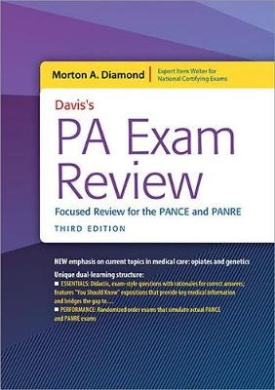 Morton A. Diamond
Expert Item Writer for
National Certifying Exams
Davis's
PA Exam
Review
Focused Review for the PANCE and PANRE
THIRD EDITION
NEW emphasis on current topics in medical care: opiates and genetics
Unique dual-learning structure:
■ ESSENTIALS: Didactic, exam-style questions with rationales for correct answers;
features "You Should Know" expositions that provide key medical information
and bridges the gap to. . . .
■ PERFORMANCE: Randomized order exams that simulate actual PANCE
and PANRE exams